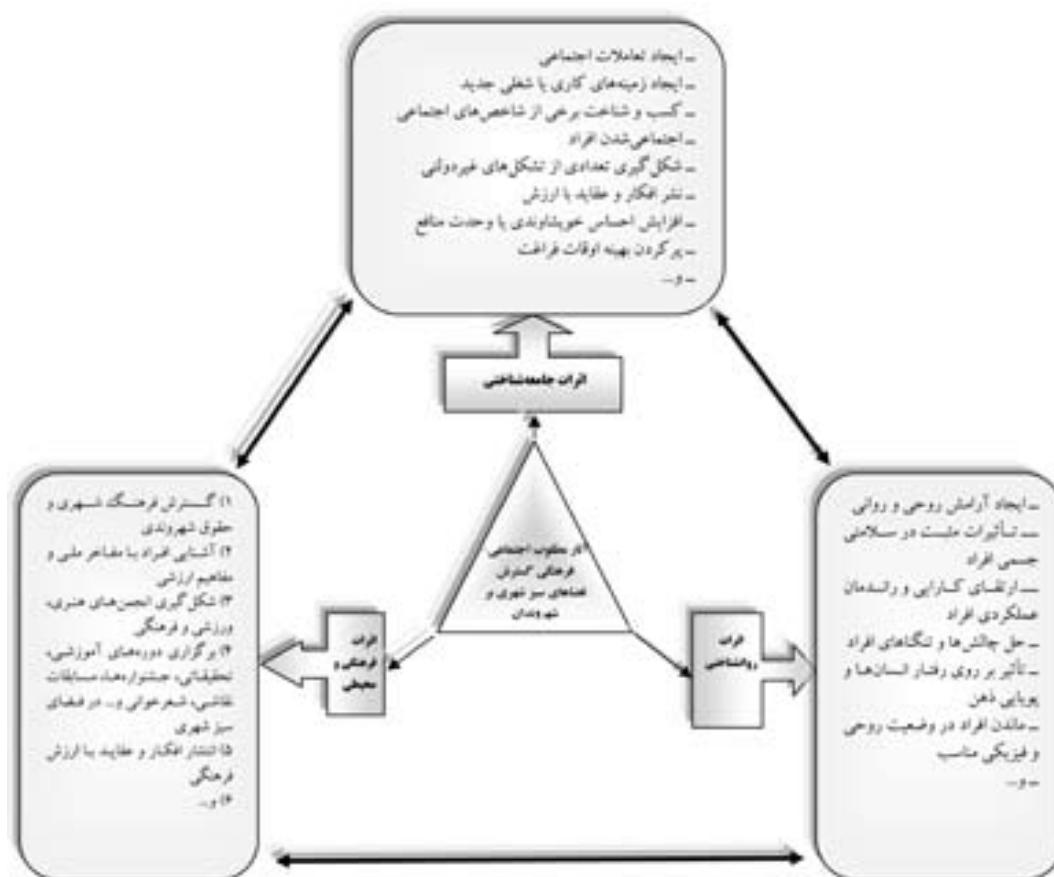 ـ ایجاد تعاملات اجتماعی
ـ ایجاد زمینه‌های کاری یا شغلی جدید
ـ کسب و شناخت برخی از شاخص‌های اجتماعی
ـ اجتماعی‌شدن افراد
ـ شکل‌گیری تعدادی از تشکل‌های غیردولتی
ـ نشر افکار و عقاید با ارزش
ـ افزایش احساس خویشاوندی یا وحدت منافع
ـ پرکردن بهینه اوقات فراغت
ـ و...
اثرات جامعه‌شناختی
آثار مطلوب اجتماعی
فرهنگی گسترش
فضاهای سبز شهری بر
شهروندان
اثرات
روانشناختی
ـ ایجاد آرامش روحی و روانی
ـ تأثیرات مثبت در سلامتی
جسمی افراد
ـ ارتقای کارایی و راندمان
عملکردی افراد
ـ حل چالش‌ها و تنگناهای افراد
ـ تأثیر بر روی رفتار انسان‌ها و
پویایی ذهن
ـ ماندن افراد در وضعیت روحی
و فیزیکی مناسب
ـ و...
اثرات
فرهنگی و
محیطی
۱) گسترش فرهنگ شهری و
حقوق شهروندی
۲) آشنایی افراد با مفاخر ملی و
مفاهیم ارزشی
۳) شکل‌گیری انجمن‌های هنری،
ورزشی و فرهنگی
۴) برگزاری دوره‌های آموزشی،
تحقیقاتی، جشنواره‌ها، مسابقات
نقاشی، شعرخوانی و... در فضای
سبز شهری
۵) انتشار افکار و عقاید با ارزش
فرهنگی
۶) و...